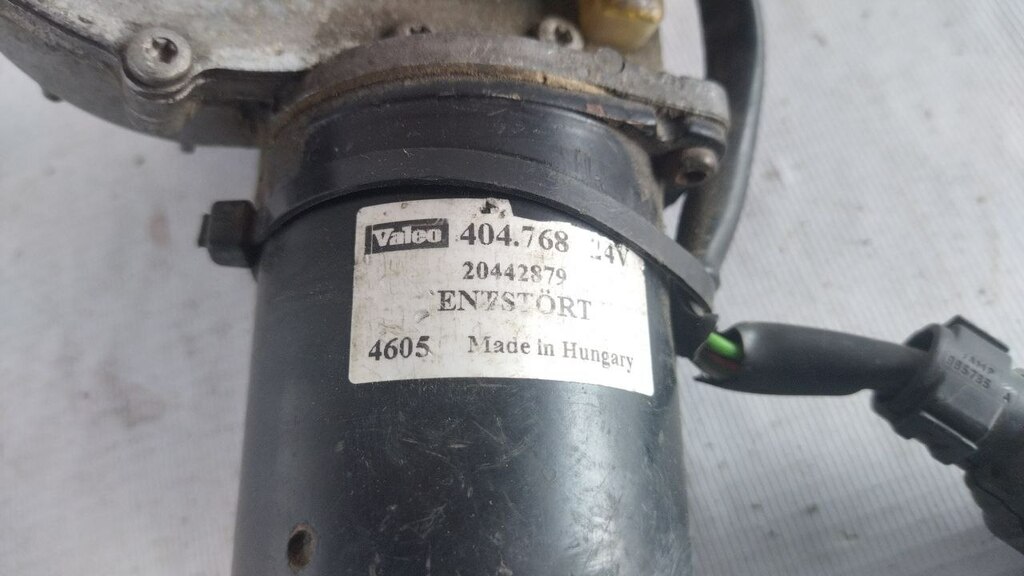 Valeo 404.768 24V
20442879
ENTSTÖRT
4605 Made in Hungary